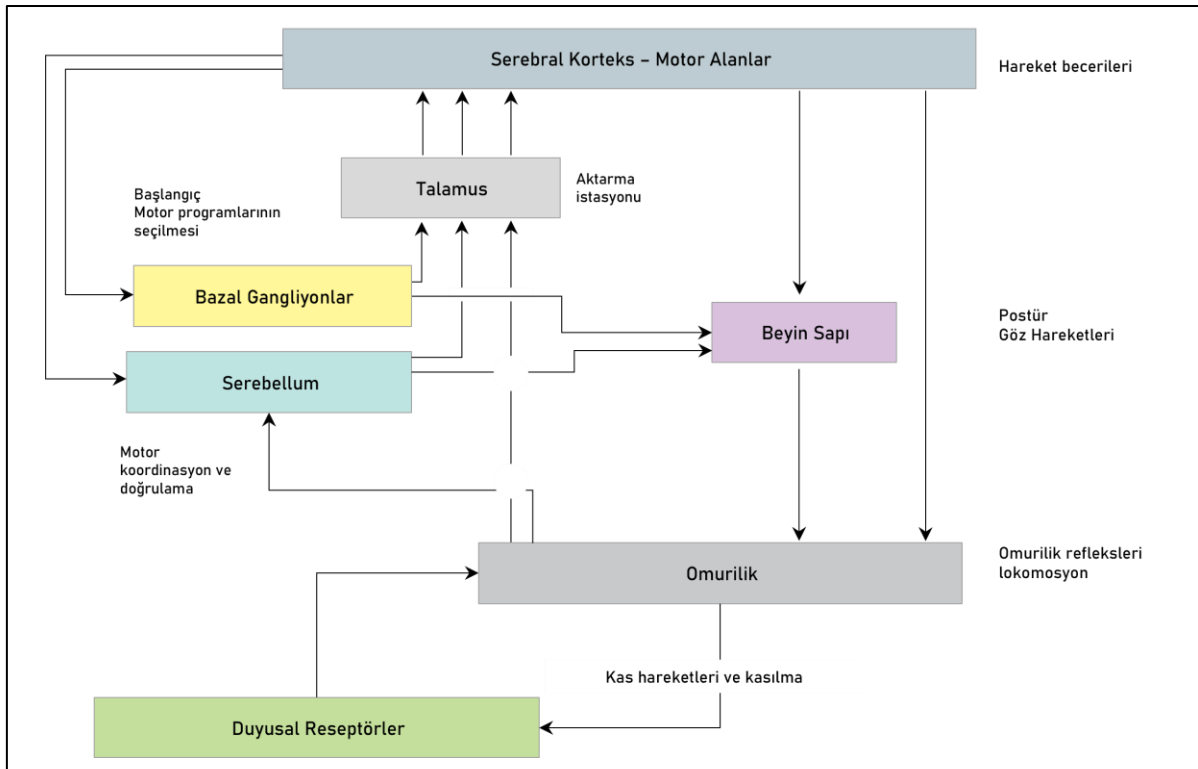 Serebral Korteks – Motor Alanlar
Hareket becerileri
Talamus
Aktarma
istasyonu
Başlangıç
Motor programlarının
seçilmesi
Bazal Gangliyonlar
Beyin Sapı
Postür
Göz Hareketleri
Serebellum
Motor
koordinasyon ve
doğrulama
Omurilik
Omurilik refleksleri
lokomosyon
Kas hareketleri ve kasılma
Duyusal Reseptörler